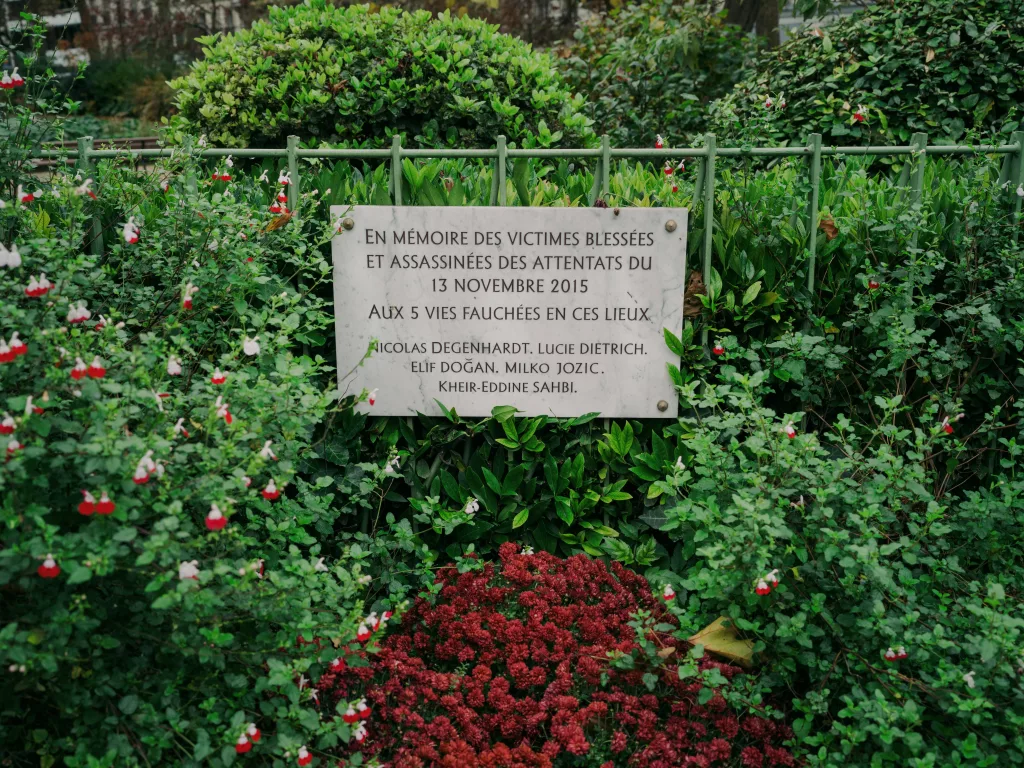 EN MÉMOIRE DES VICTIMES BLESSÉES
ET ASSASSINÉES DES ATTENTATS DU
13 NOVEMBRE 2015
AUX 5 VIES FAUCHÉES EN CES LIEUX
NICOLAS DEGENHARDT. LUCIE DIETRICH.
ELIF DOĞAN. MILKO JOZIC.
KHEIR-EDDINE SAHBI.